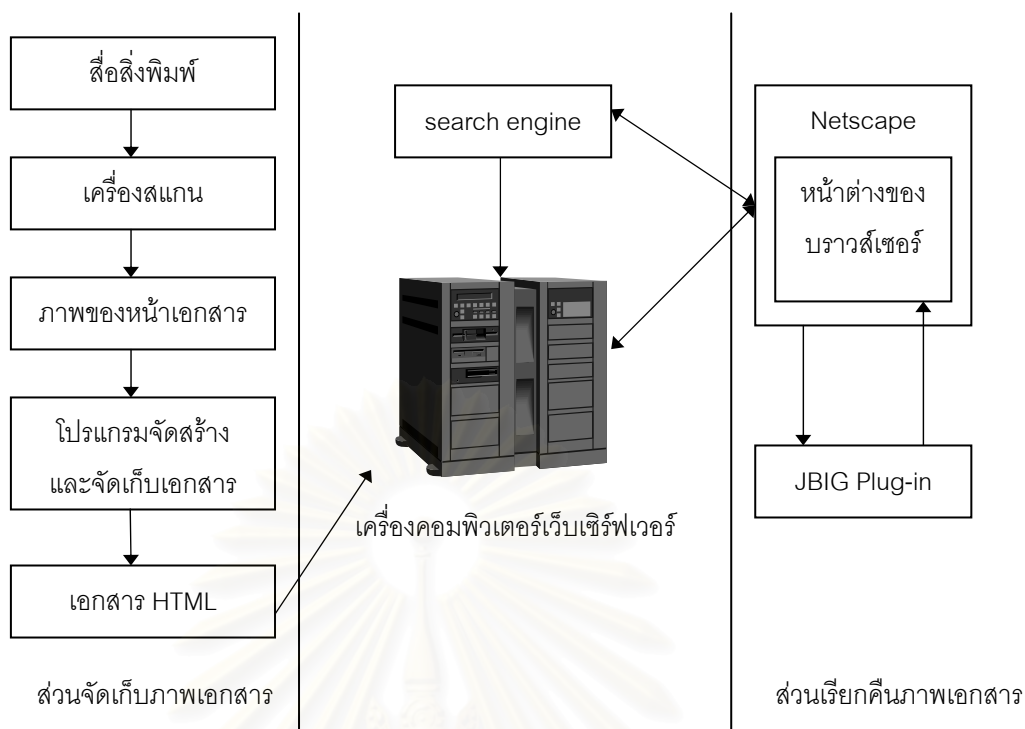 สื่อสิ่งพิมพ์
เครื่องสแกน
ภาพของหน้าเอกสาร
โปรแกรมจัดสร้าง
และจัดเก็บเอกสาร
เอกสาร HTML
ส่วนจัดเก็บภาพเอกสาร
search engine
เครื่องคอมพิวเตอร์เว็บเซิร์ฟเวอร์
Netscape
หน้าต่างของ
บราวส์เซอร์
JBIG Plug-in
ส่วนเรียกคืนภาพเอกสาร